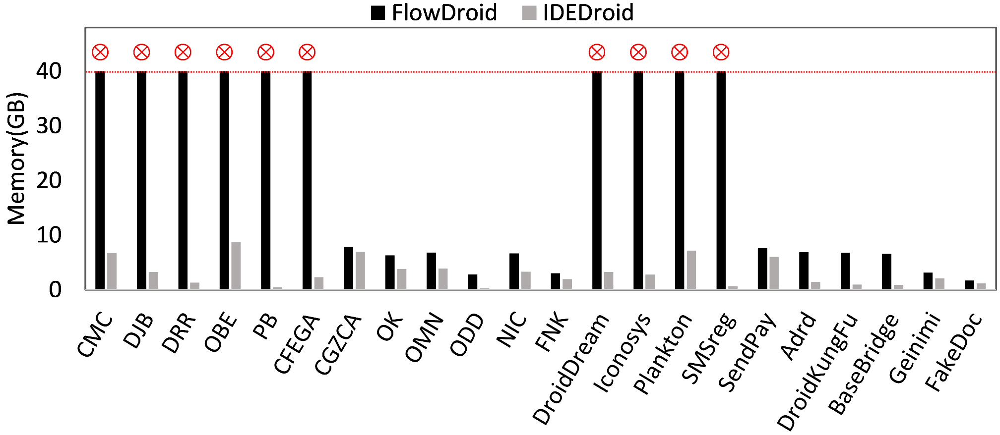 FlowDroid IDEDroid
Memory(GB)
40
30
20
10
0
CMC
DJB
DRR
OBE
PB
CFEGA
CGZCA
OK
OMN
ODD
NIC
FNK
DroidDream
Iconosys
Plankton
SMSreg
SendPay
Adrd
DroidKungFu
BaseBridge
Geinimi
FakeDoc